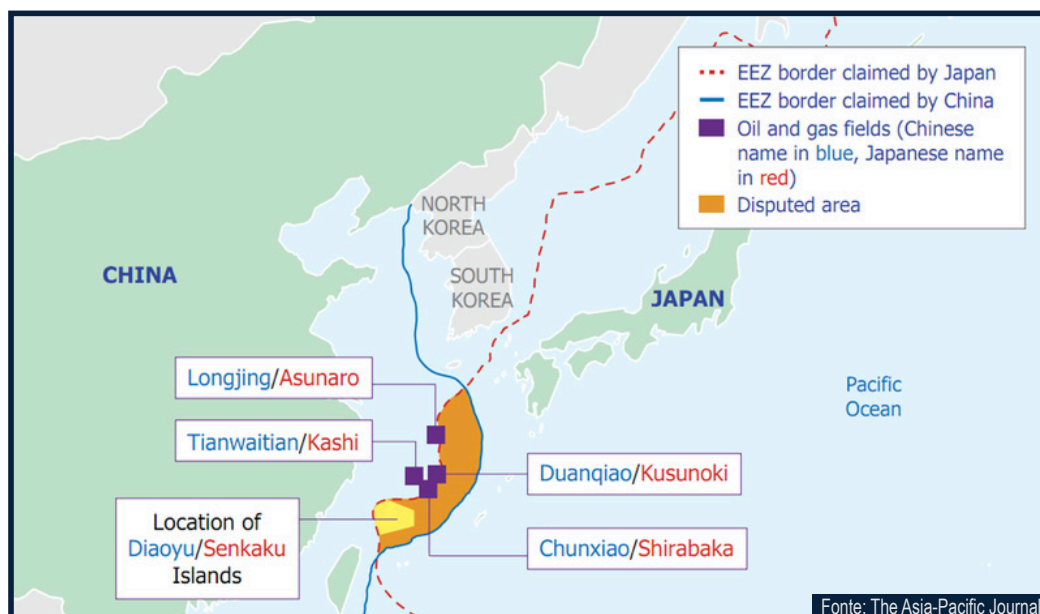 EEZ border claimed by Japan
EEZ border claimed by China
Oil and gas fields (Chinese
name in blue, Japanese name
in red)
Disputed area
NORTH
KOREA
CHINA
SOUTH
KOREA
JAPAN
Longjing/Asunaro
Pacific
Ocean
Tianwaitian/Kashi
Duanqiao/Kusunoki
Location of
Diaoyu/Senkaku
Islands
Chunxiao/Shirabaka
Fonte: The Asia-Pacific Journal